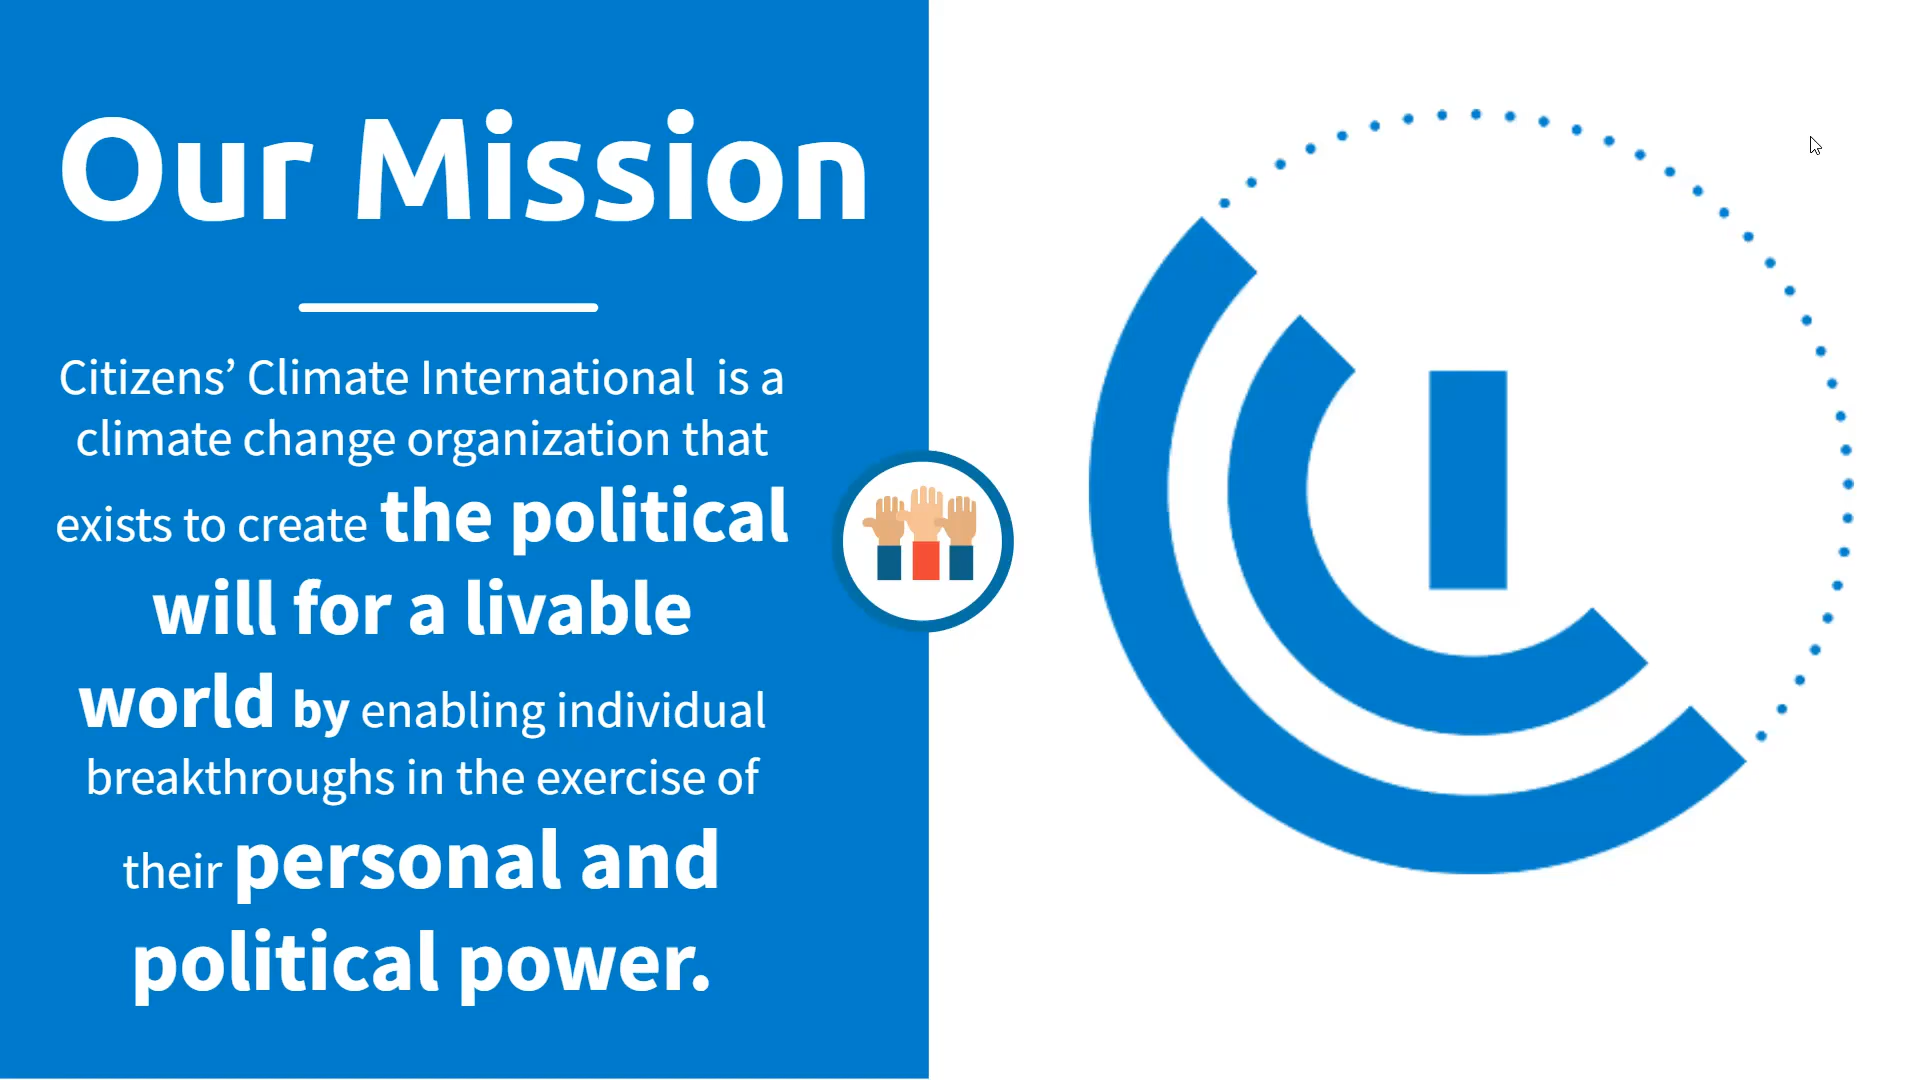 Our Mission
Citizens’ Climate International  is a
climate change organization that
exists to create the political
will for a livable
world by enabling individual
breakthroughs in the exercise of
their personal and
political power.